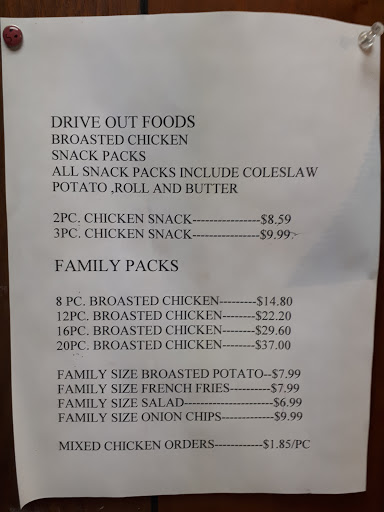 DRIVE OUT FOODS
BROASTED CHICKEN
SNACK PACKS
ALL SNACK PACKS INCLUDE COLESLAW
POTATO ,ROLL AND BUTTER
2PC. CHICKEN SNACK----------------$8.59
3PC. CHICKEN SNACK----------------$9.99
FAMILY PACKS
8 PC. BROASTED CHICKEN---------$14.80
12PC. BROASTED CHICKEN--------$22.20
16PC. BROASTED CHICKEN--------$29.60
20PC. BROASTED CHICKEN--------$37.00
FAMILY SIZE BROASTED POTATO--$7.99
FAMILY SIZE FRENCH FRIES----------$7.99
FAMILY SIZE SALAD---------------------$6.99
FAMILY SIZE ONION CHIPS-------------$9.99
MIXED CHICKEN ORDERS------------$1.85/PC